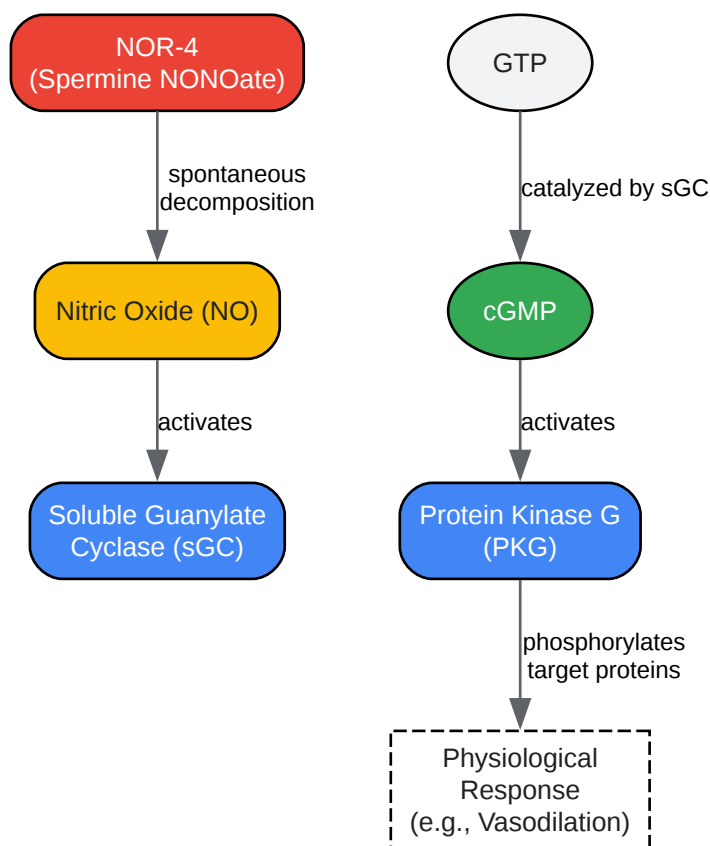 NOR-4
(Spermine NONOate)
spontaneous
decomposition
Nitric Oxide (NO)
activates
Soluble Guanylate
Cyclase (sGC)
GTP
catalyzed by sGC
cGMP
activates
Protein Kinase G
(PKG)
phosphorylates
target proteins
Physiological
Response
(e.g., Vasodilation)